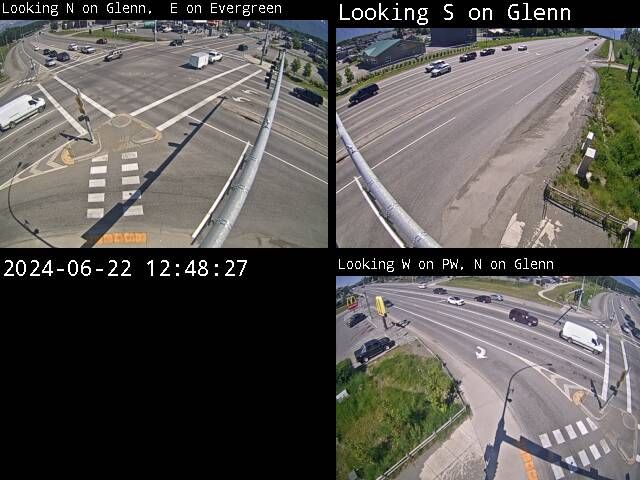 Looking N on Glenn, E on Evergreen
Looking S on Glenn
2024-06-22 12:48:27
Looking W on PW, N on Glenn